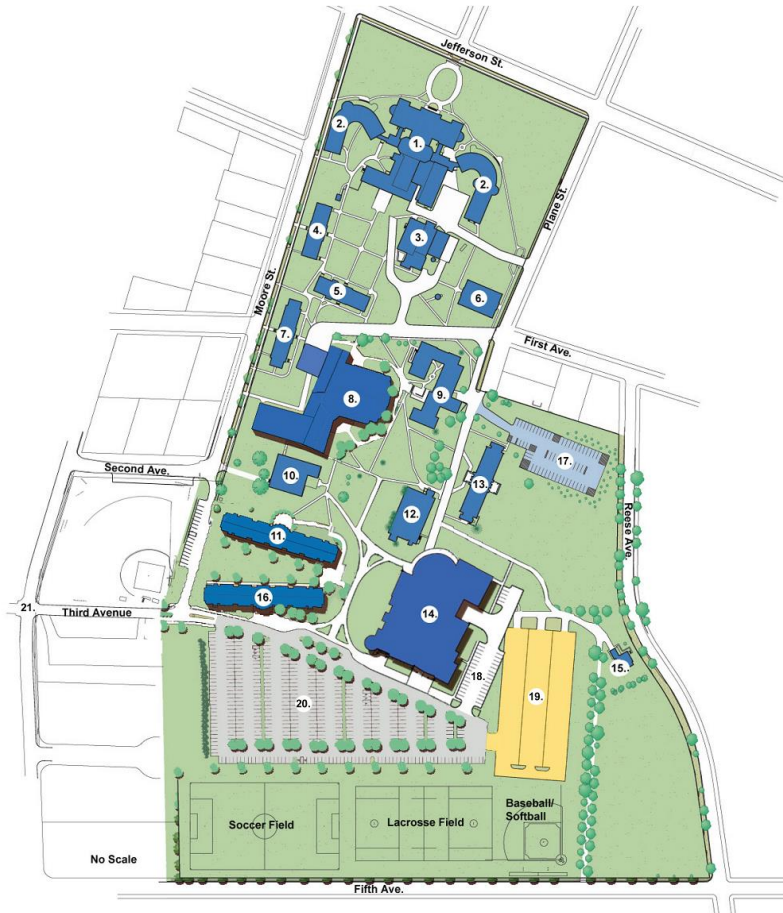 Jefferson St.
1.
2.
2.
Plane St.
3.
4.
5.
6.
Moore St.
7.
First Ave.
8.
9.
Second Ave.
17.
10.
13.
12.
Reese Ave.
11.
16.
21.
Third Avenue
14.
15.
18.
19.
20.
Baseball/
Softball
Soccer Field
Lacrosse Field
No Scale
Fifth Ave.